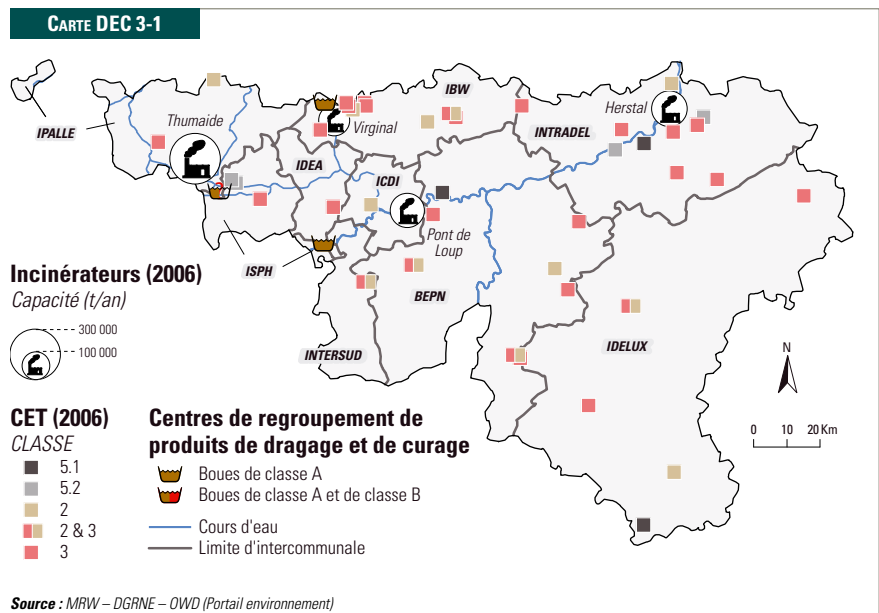 CARTE DEC 3-1
IBW
Herstal
IPALLE
Thumaide
Virginal
INTRADEL
IDEA
ICDI
Pont de
Loup
ISPH
BEPN
INTERSUD
IDELUX
Incinérateurs (2006)
Capacité (t/an)
300 000
100 000
N
0 10 20 Km
CET (2006)
CLASSE
5.1
5.2
2
2 & 3
3
Centres de regroupement de
produits de dragage et de curage
Boues de classe A
Boues de classe A et de classe B
Cours d'eau
Limite d'intercommunale
Source : MRW – DGRNE – OWD (Portail environnement)